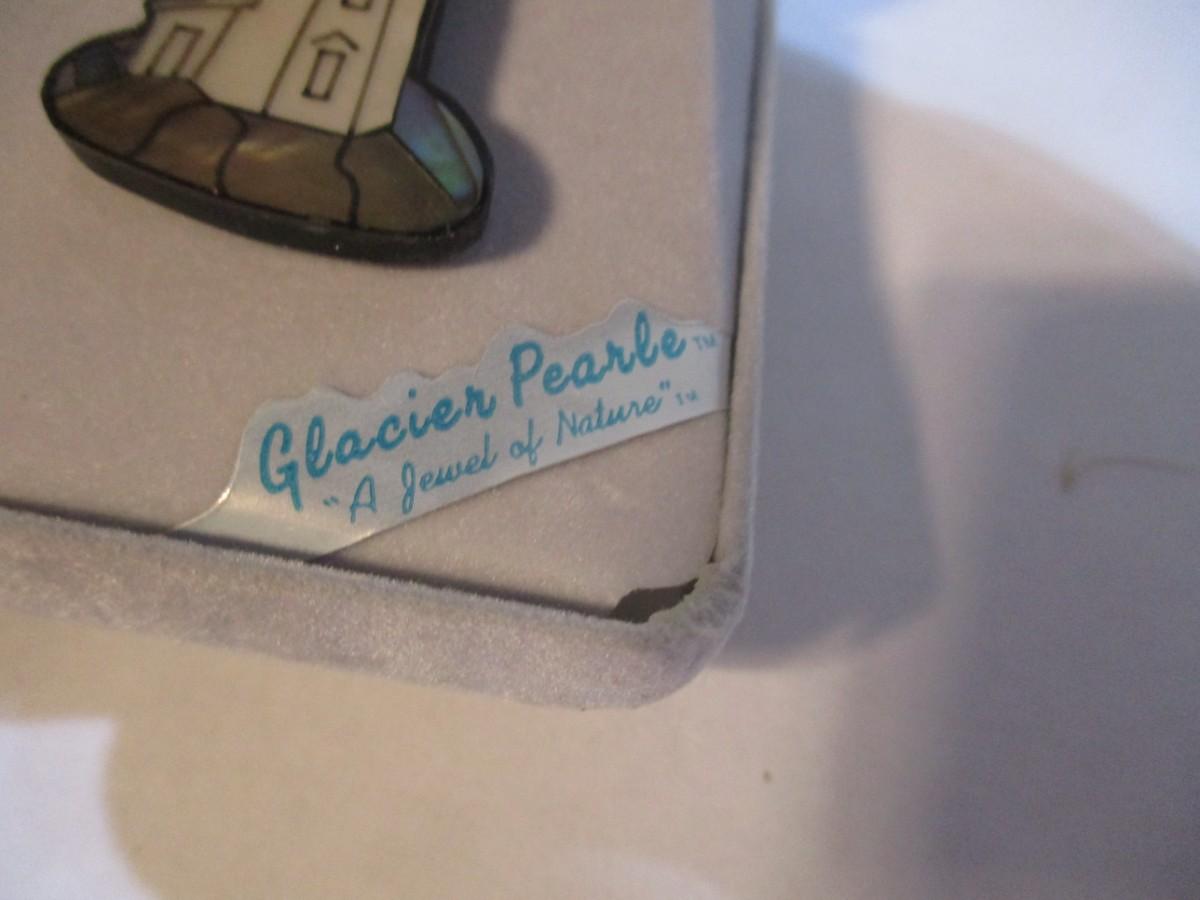 Glacier Pearle™
"A Jewel of Nature"™